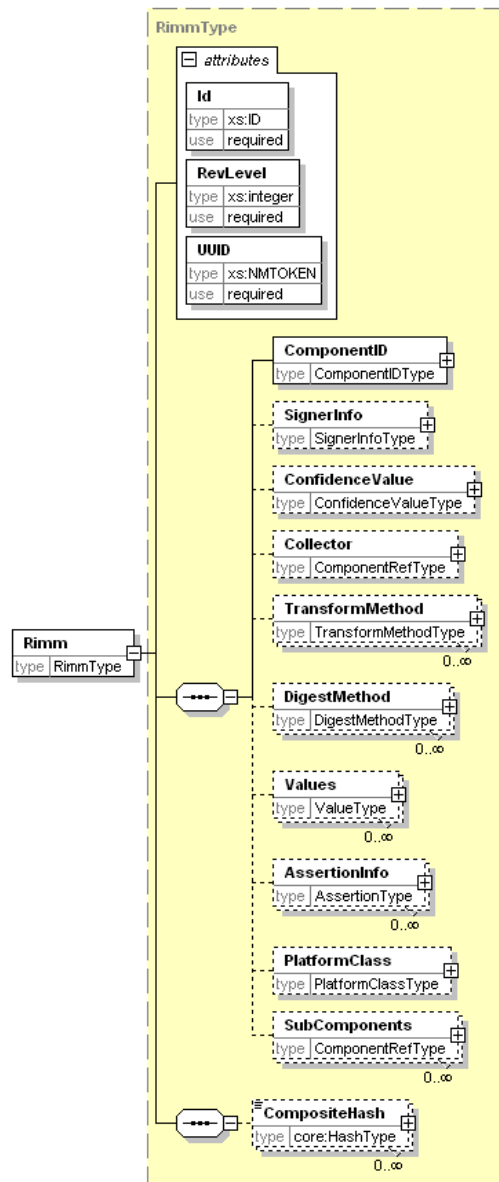 RimmType
attributes
Id
type xs:ID
use required
RevLevel
type xs:integer
use required
UUID
type xs:NMTOKEN
use required
ComponentID
type ComponentIDType
SignerInfo
type SignerInfoType
ConfidenceValue
type ConfidenceValueType
Collector
type ComponentRefType
TransformMethod
type TransformMethodType
0..∞
Rimm
type RimmType
DigestMethod
type DigestMethodType
0..∞
Values
type ValueType
0..∞
AssertionInfo
type AssertionType
0..∞
PlatformClass
type PlatformClassType
SubComponents
type ComponentRefType
0..∞
CompositeHash
type core:HashType
0..∞